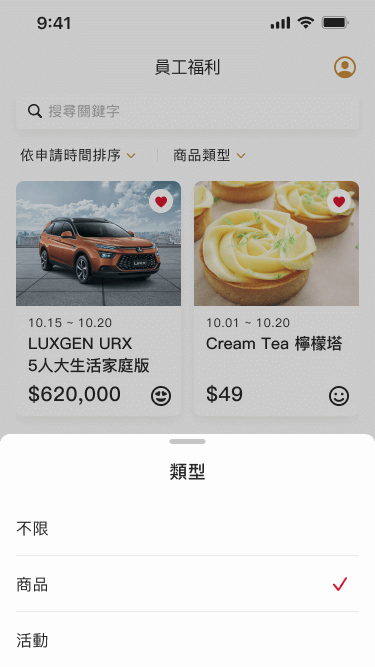 9:41
員工福利
搜尋關鍵字
依申請時間排序
商品類型
10.15 ~ 10.20
LUXGEN URX
5人大生活家庭版
$620,000
10.01 ~ 10.20
Cream Tea 檸檬塔
$49
類型
不限
商品
活動